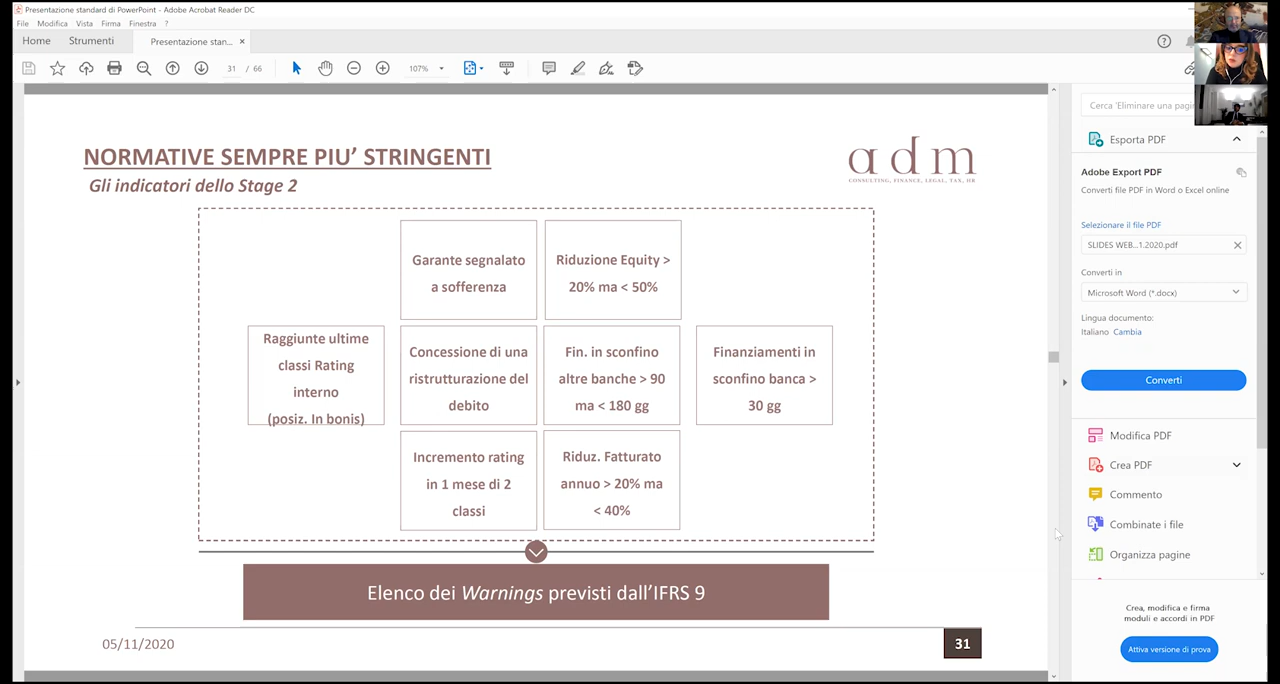 Presentazione standard di PowerPoint - Adobe Acrobat Reader DC
File Modifica Vista Firma Finestra ?
Home Strumenti Presentazione stan... ×
31 / 66 107%
NORMATIVE SEMPRE PIU’ STRINGENTI
Gli indicatori dello Stage 2
adm
CONSULTING, FINANCE, LEGAL, TAX, HR
Garante segnalato
a sofferenza
Riduzione Equity >
20% ma < 50%
Raggiunte ultime
classi Rating
interno
(posiz. In bonis)
Concessione di una
ristrutturazione del
debito
Fin. in sconfino
altre banche > 90
ma < 180 gg
Finanziamenti in
sconfino banca >
30 gg
Incremento rating
in 1 mese di 2
classi
Riduz. Fatturato
annuo > 20% ma
< 40%
Elenco dei Warnings previsti dall’IFRS 9
05/11/2020
31
Cerca 'Eliminare una pagin
Esporta PDF
Adobe Export PDF
Converti file PDF in Word o Excel online
Selezionare il file PDF
SLIDES WEB...1.2020.pdf
Converti in
Microsoft Word (*.docx)
Lingua documento:
Italiano Cambia
Converti
Modifica PDF
Crea PDF
Commento
Combinate i file
Organizza pagine
Crea, modifica e firma
moduli e accordi in PDF
Attiva versione di prova